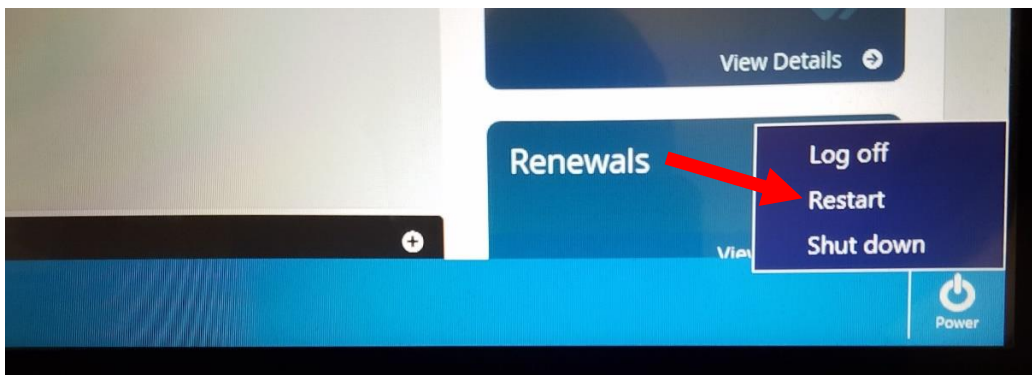 View Details
Renewals
Log off
Restart
Shut down
Power